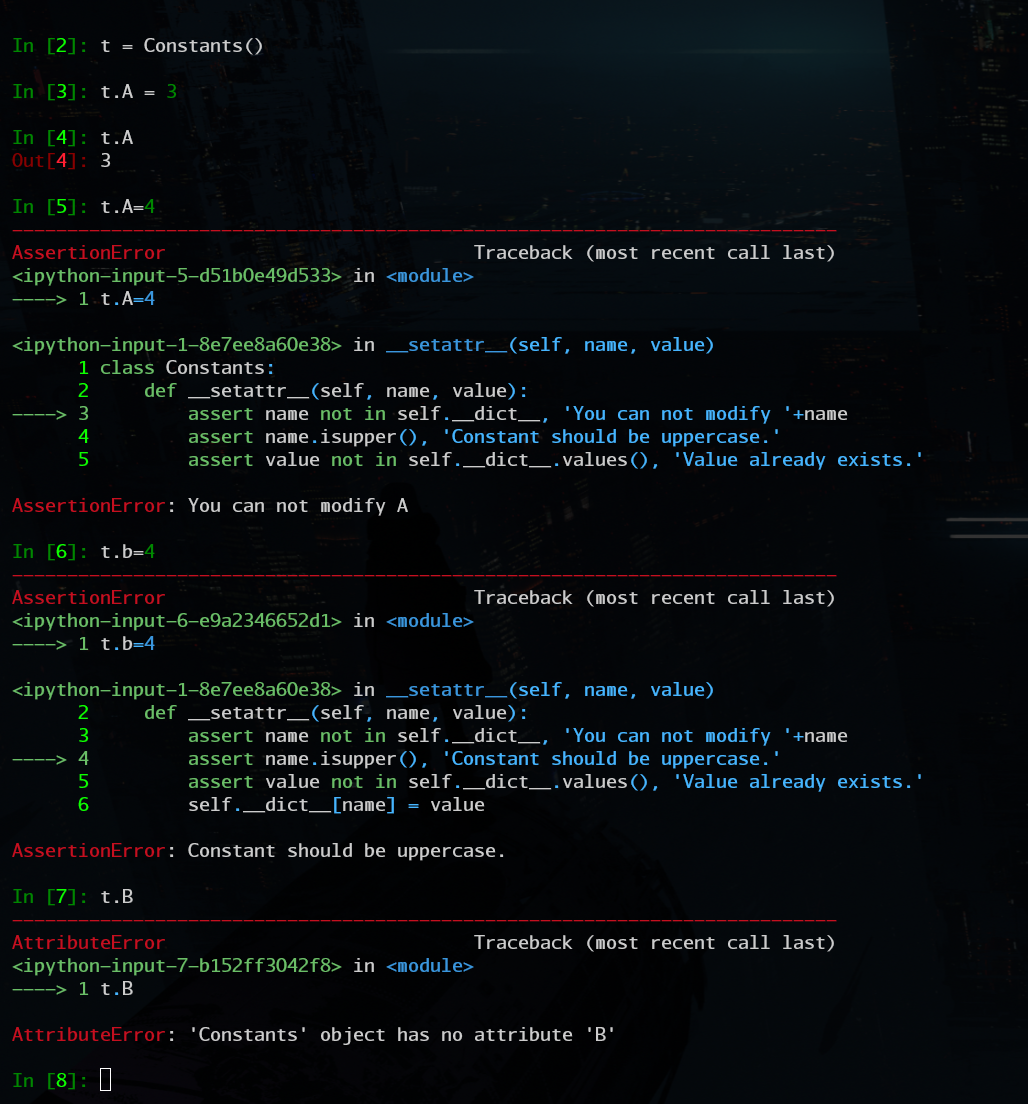 In [2]: t = Constants()
In [3]: t.A = 3
In [4]: t.A
Out[4]: 3
In [5]: t.A=4
---------------------------------------------------------------------------
AssertionError                            Traceback (most recent call last)
<ipython-input-5-d51b0e49d533> in <module>
----> 1 t.A=4
<ipython-input-1-8e7ee8a60e38> in __setattr__(self, name, value)
      1 class Constants:
      2     def __setattr__(self, name, value):
----> 3         assert name not in self.__dict__, 'You can not modify '+name
      4         assert name.isupper(), 'Constant should be uppercase.'
      5         assert value not in self.__dict__.values(), 'Value already exists.'
AssertionError: You can not modify A
In [6]: t.b=4
---------------------------------------------------------------------------
AssertionError                            Traceback (most recent call last)
<ipython-input-6-e9a2346652d1> in <module>
----> 1 t.b=4
<ipython-input-1-8e7ee8a60e38> in __setattr__(self, name, value)
      2     def __setattr__(self, name, value):
      3         assert name not in self.__dict__, 'You can not modify '+name
----> 4         assert name.isupper(), 'Constant should be uppercase.'
      5         assert value not in self.__dict__.values(), 'Value already exists.'
      6         self.__dict__[name] = value
AssertionError: Constant should be uppercase.
In [7]: t.B
---------------------------------------------------------------------------
AttributeError                            Traceback (most recent call last)
<ipython-input-7-b152ff3042f8> in <module>
----> 1 t.B
AttributeError: 'Constants' object has no attribute 'B'
In [8]: